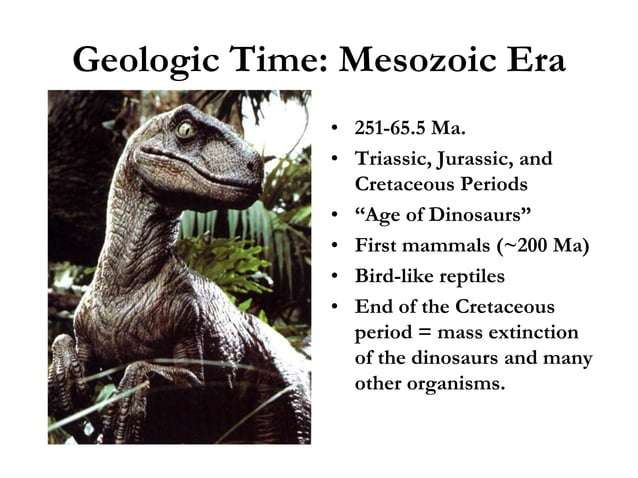 Geologic Time: Mesozoic Era
• 251-65.5 Ma.
• Triassic, Jurassic, and
Cretaceous Periods
• “Age of Dinosaurs”
• First mammals (~200 Ma)
• Bird-like reptiles
• End of the Cretaceous
period = mass extinction
of the dinosaurs and many
other organisms.